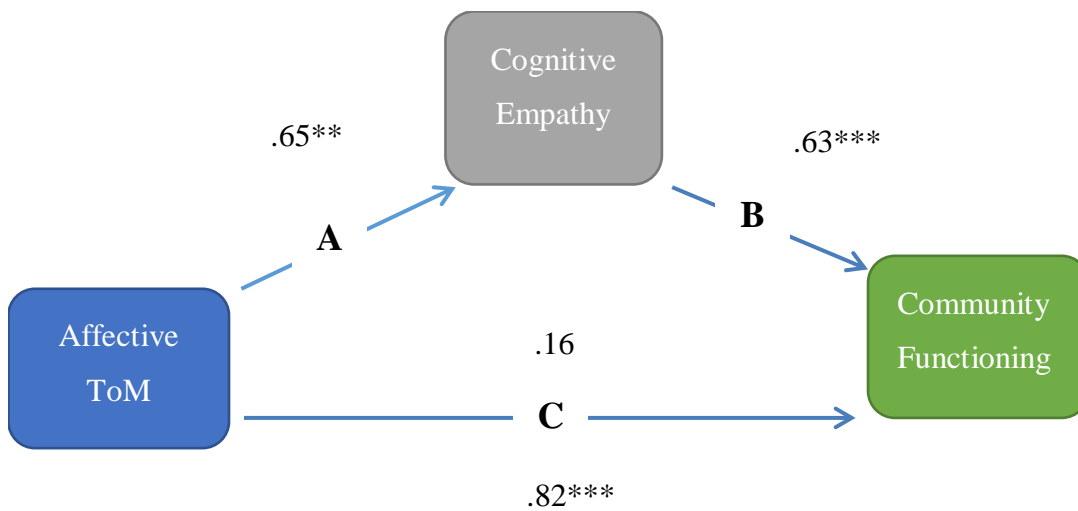 Cognitive
Empathy
.65**
.63***
A
B
Affective
ToM
Community
Functioning
.16
C
.82***